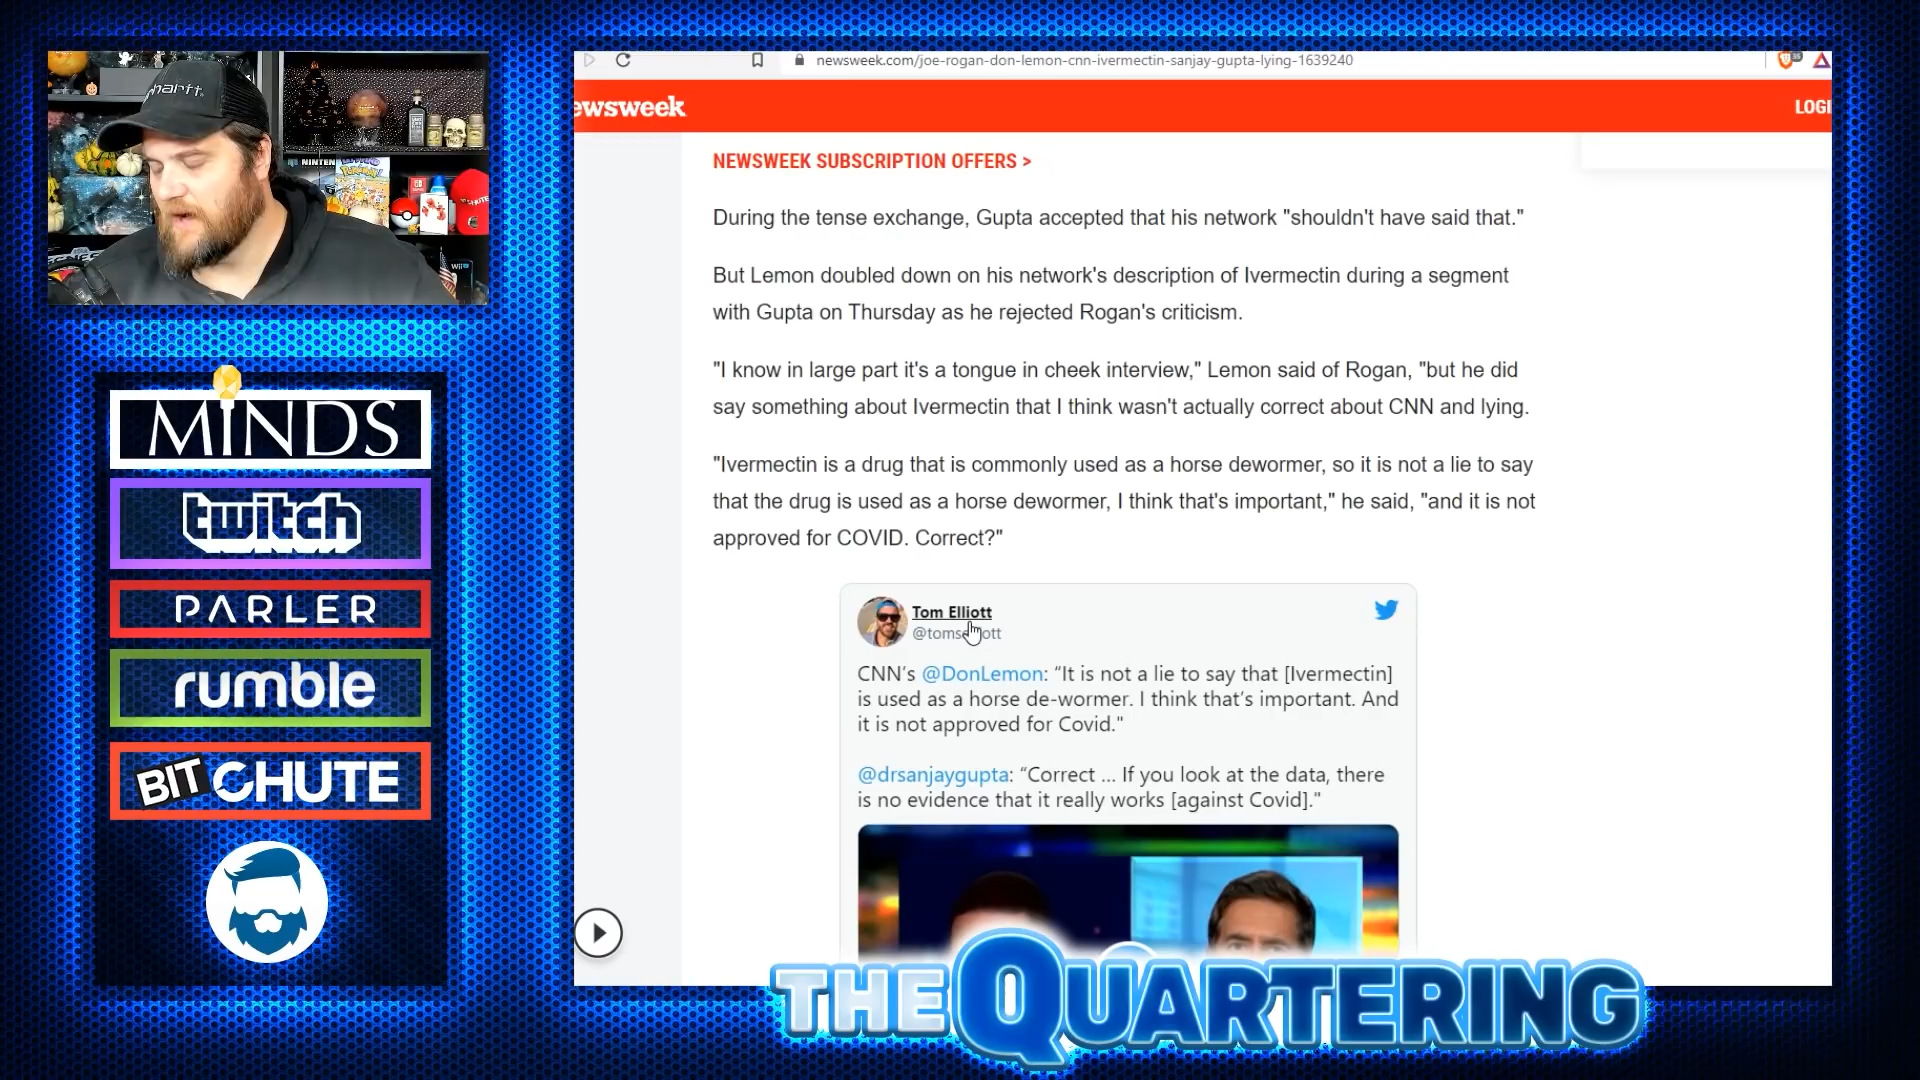 newsweek.com/joe-rogan-don-lemon-cnn-ivermectin-sanjay-gupta-lying-1639240
ewsweek
LOGI
NEWSWEEK SUBSCRIPTION OFFERS >
During the tense exchange, Gupta accepted that his network "shouldn't have said that."
But Lemon doubled down on his network's description of Ivermectin during a segment
with Gupta on Thursday as he rejected Rogan's criticism.
"I know in large part it's a tongue in cheek interview," Lemon said of Rogan, "but he did
say something about Ivermectin that I think wasn't actually correct about CNN and lying.
"Ivermectin is a drug that is commonly used as a horse dewormer, so it is not a lie to say
that the drug is used as a horse dewormer, I think that's important," he said, "and it is not
approved for COVID. Correct?"
Tom Elliott
CNN's @DonLemon: “It is not a lie to say that [Ivermectin]
is used as a horse de-wormer. I think that's important. And
it is not approved for Covid."
@drsanjaygupta: “Correct ... If you look at the data, there
is no evidence that it really works [against Covid]."
MINDS
twitch
PARLER
rumble
BITCHUTE
THE QUARTERING
NINTEN
Wii